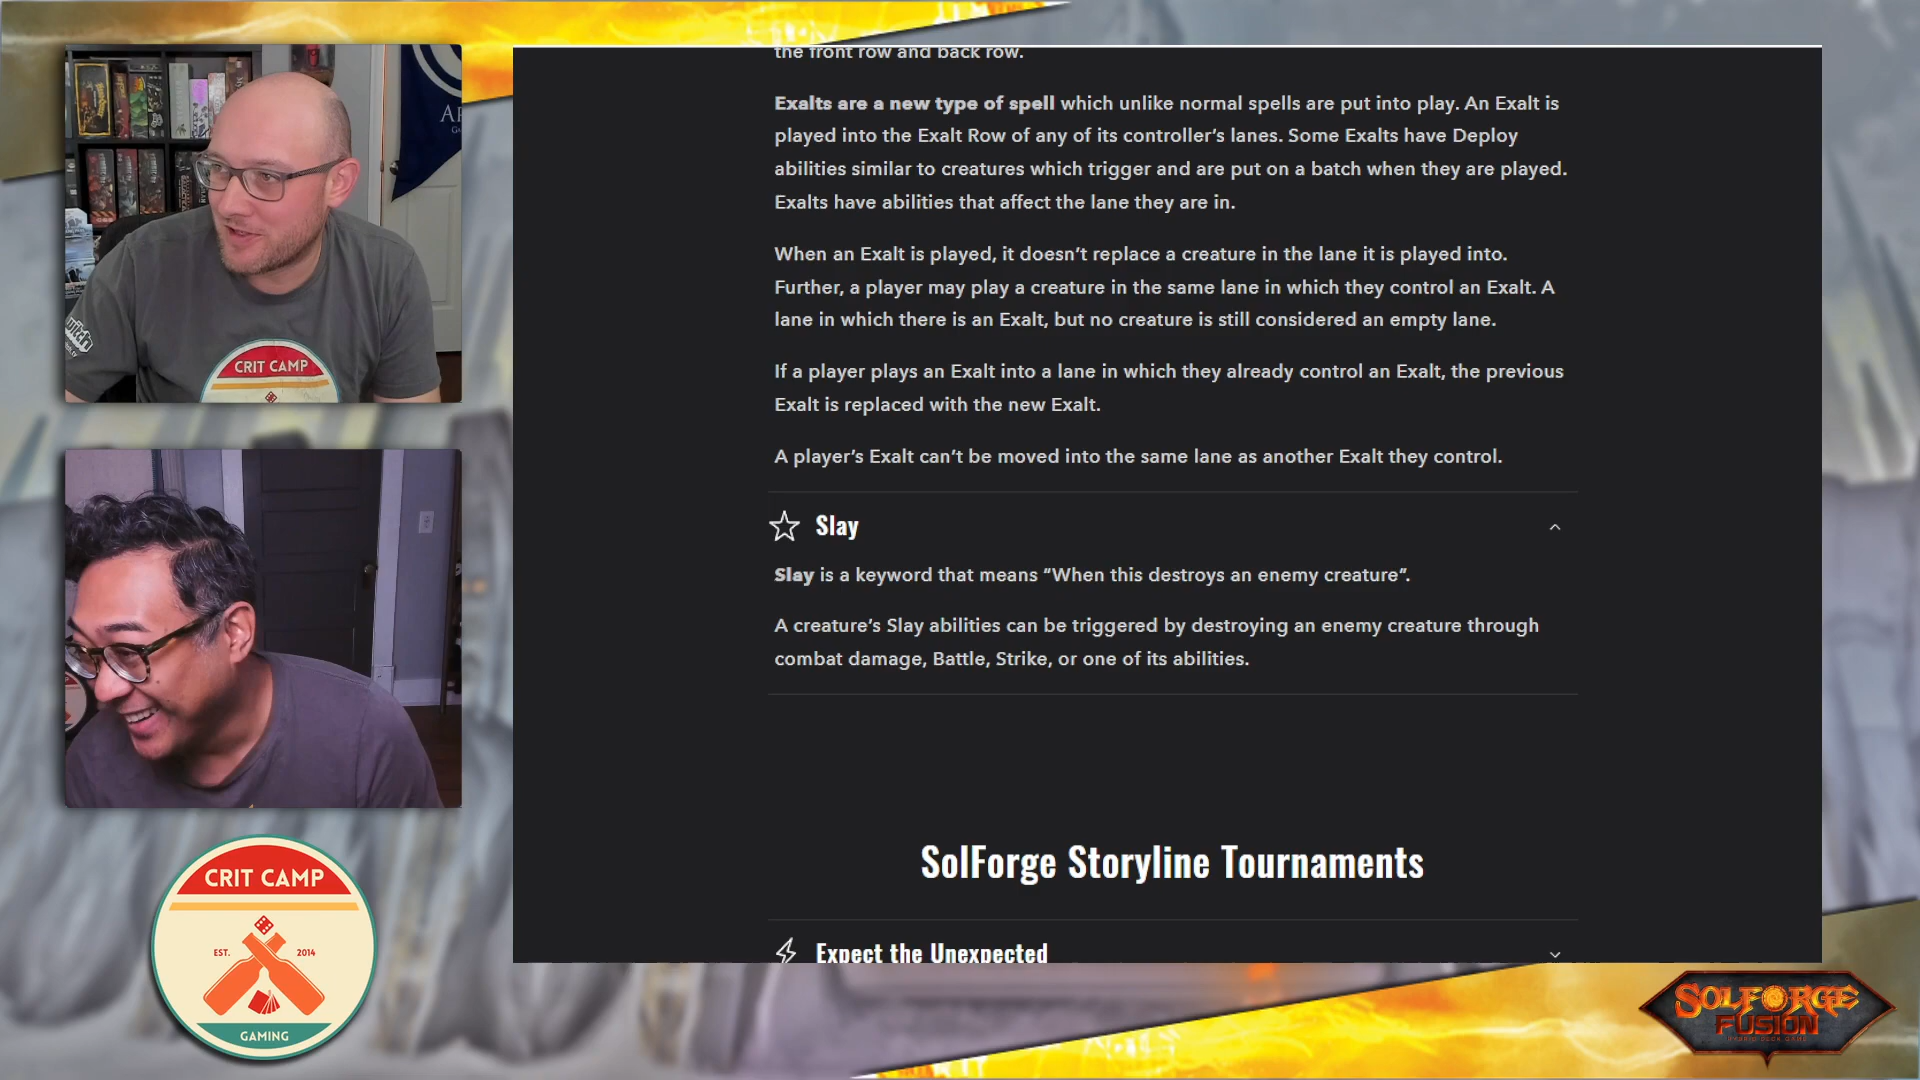 the front row and back row.
Exalts are a new type of spell which unlike normal spells are put into play. An Exalt is
played into the Exalt Row of any of its controller’s lanes. Some Exalts have Deploy
abilities similar to creatures which trigger and are put on a batch when they are played.
Exalts have abilities that affect the lane they are in.
When an Exalt is played, it doesn’t replace a creature in the lane it is played into.
Further, a player may play a creature in the same lane in which they control an Exalt. A
lane in which there is an Exalt, but no creature is still considered an empty lane.
If a player plays an Exalt into a lane in which they already control an Exalt, the previous
Exalt is replaced with the new Exalt.
A player’s Exalt can’t be moved into the same lane as another Exalt they control.
Slay
Slay is a keyword that means “When this destroys an enemy creature”.
A creature’s Slay abilities can be triggered by destroying an enemy creature through
combat damage, Battle, Strike, or one of its abilities.
SolForge Storyline Tournaments
Expect the Unexpected
CRIT CAMP
CRIT CAMP
EST. 2014
GAMING
SOLFORGE
FUSION
HYBRID DECK GAME